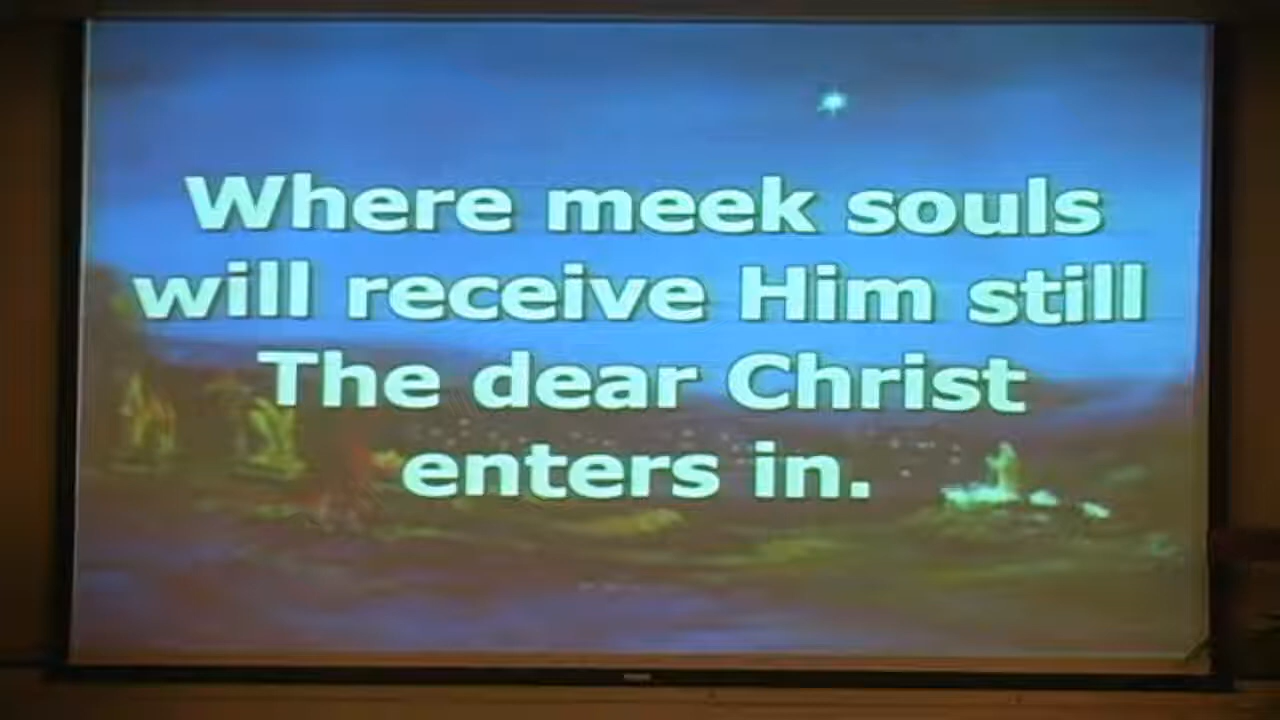 Where meek souls
will receive Him still
The dear Christ
enters in.